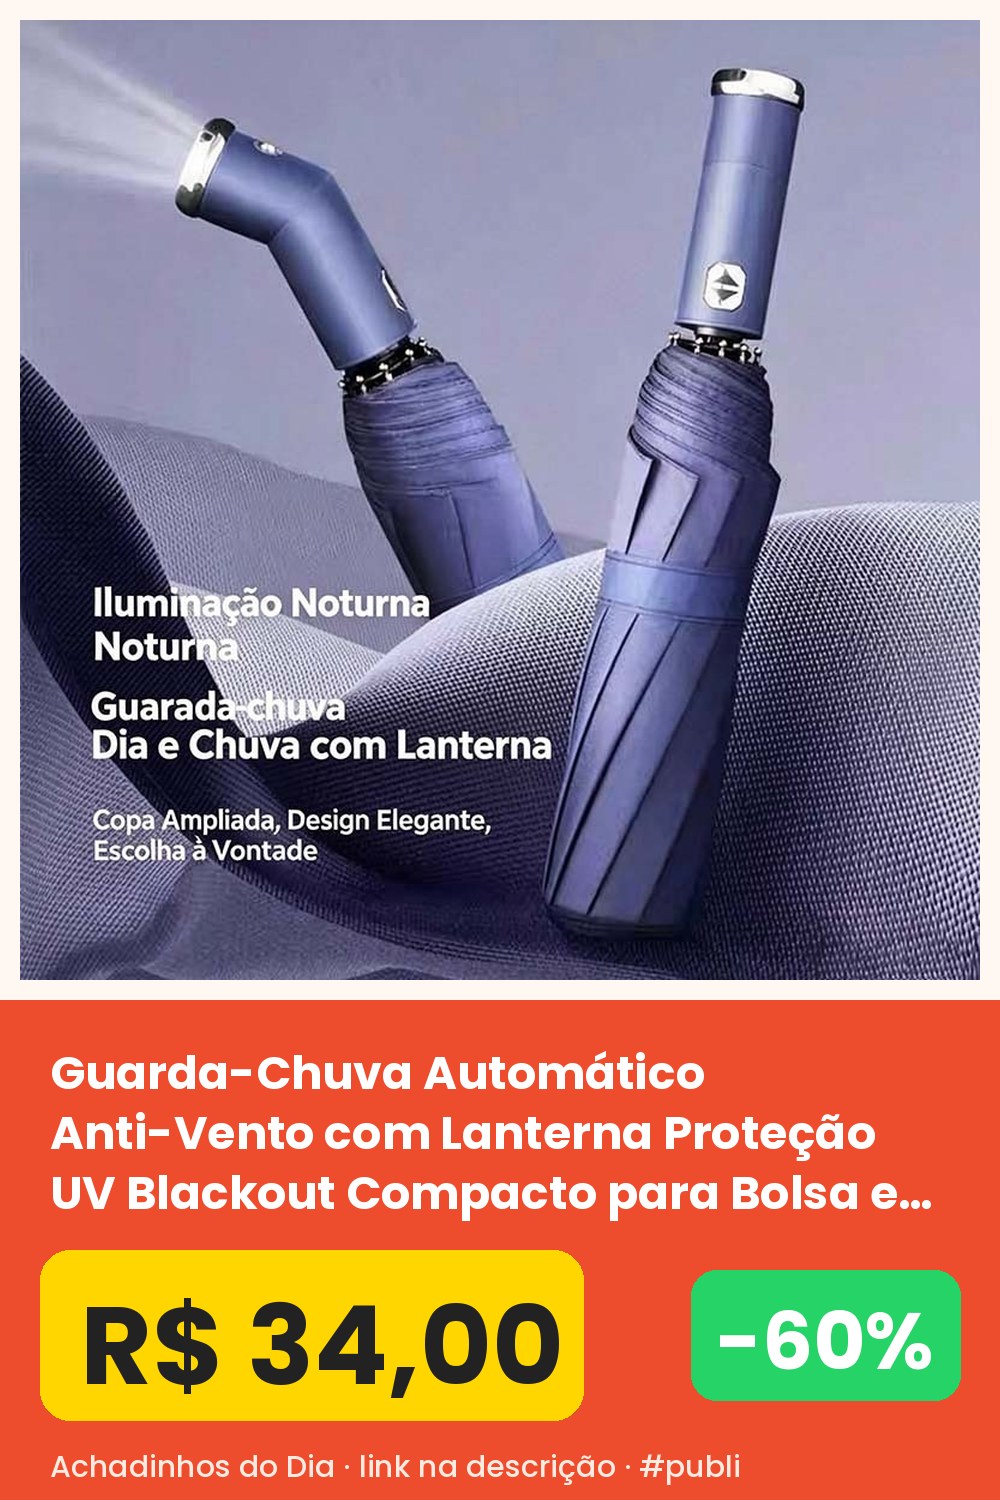 Iluminação Noturna
Noturna
Guarada-chuva
Dia e Chuva com Lanterna
Copa Ampliada, Design Elegante,
Escolha à Vontade
Guarda-Chuva Automático
Anti-Vento com Lanterna Proteção
UV Blackout Compacto para Bolsa e...
R$ 34,00
-60%
Achadinhos do Dia · link na descrição · #publi